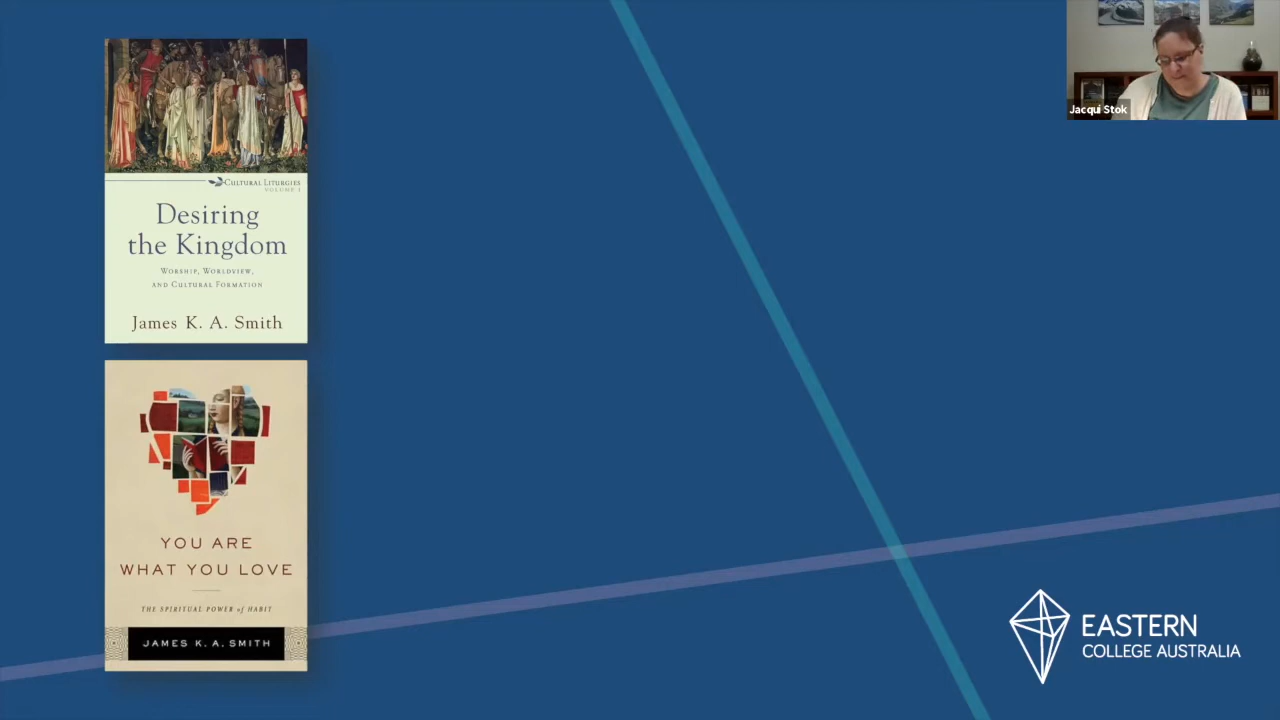 CULTURAL LITURGIES
VOLUME 1
Desiring
the Kingdom
WORSHIP, WORLDVIEW,
AND CULTURAL FORMATION
James K. A. Smith
YOU ARE
WHAT YOU LOVE
THE SPIRITUAL POWER of HABIT
JAMES K. A. SMITH
Jacqui Stok
EASTERN
COLLEGE AUSTRALIA